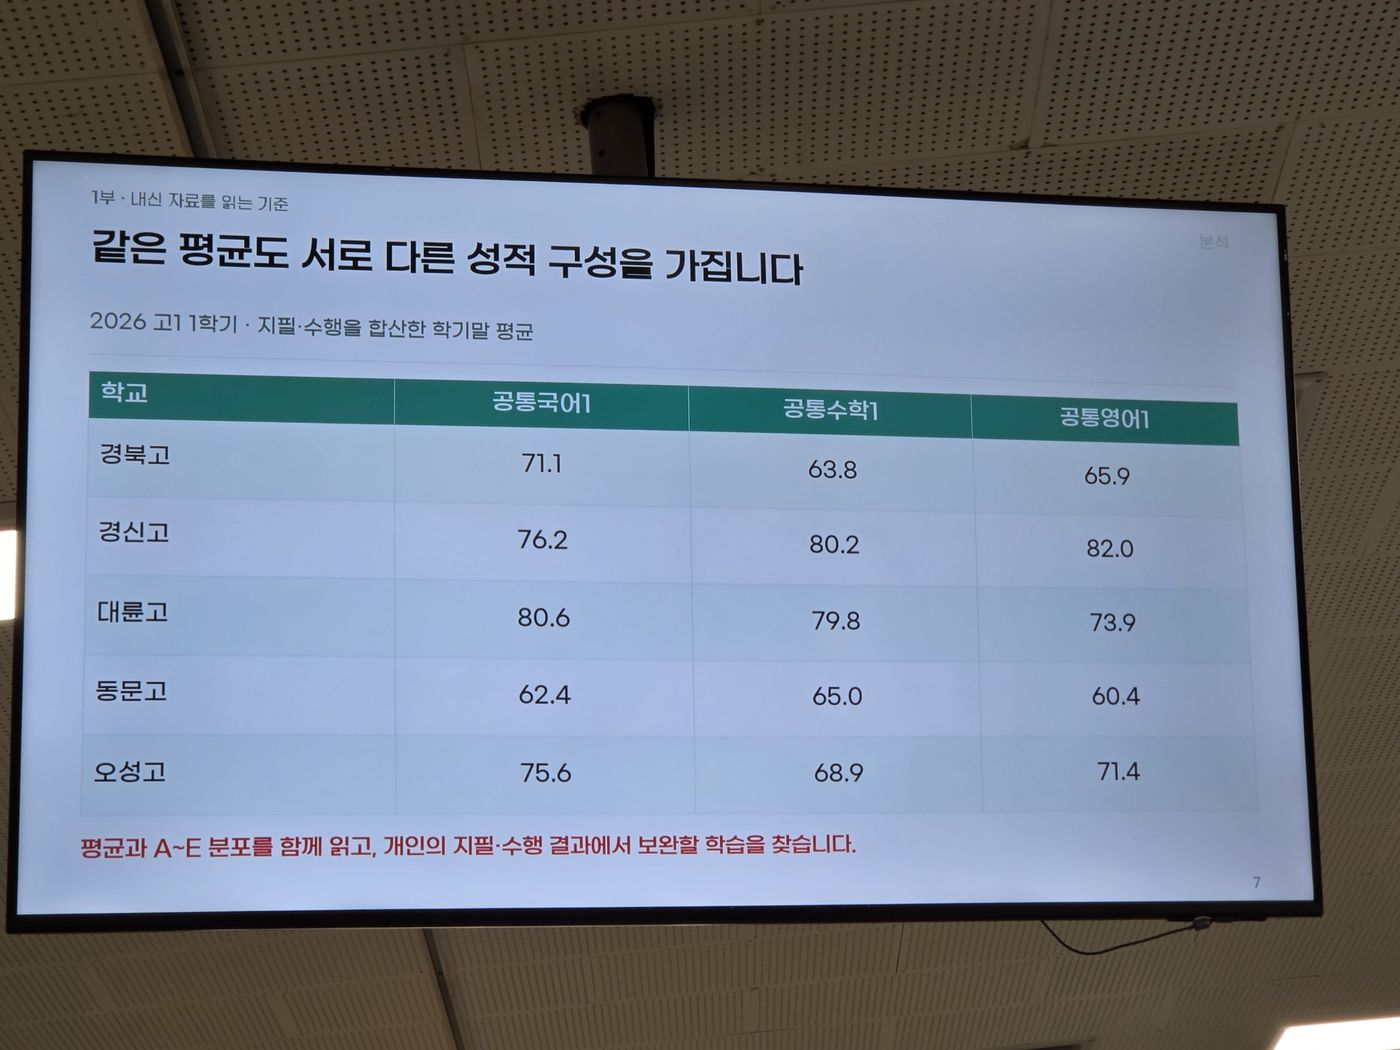 1부 · 내신 자료를 읽는 기준
분석
같은 평균도 서로 다른 성적 구성을 가집니다
2026 고1 1학기 · 지필·수행을 합산한 학기말 평균
학교 공통국어1 공통수학1 공통영어1
경북고 71.1 63.8 65.9
경신고 76.2 80.2 82.0
대륜고 80.6 79.8 73.9
동문고 62.4 65.0 60.4
오성고 75.6 68.9 71.4
평균과 A~E 분포를 함께 읽고, 개인의 지필·수행 결과에서 보완할 학습을 찾습니다.
7